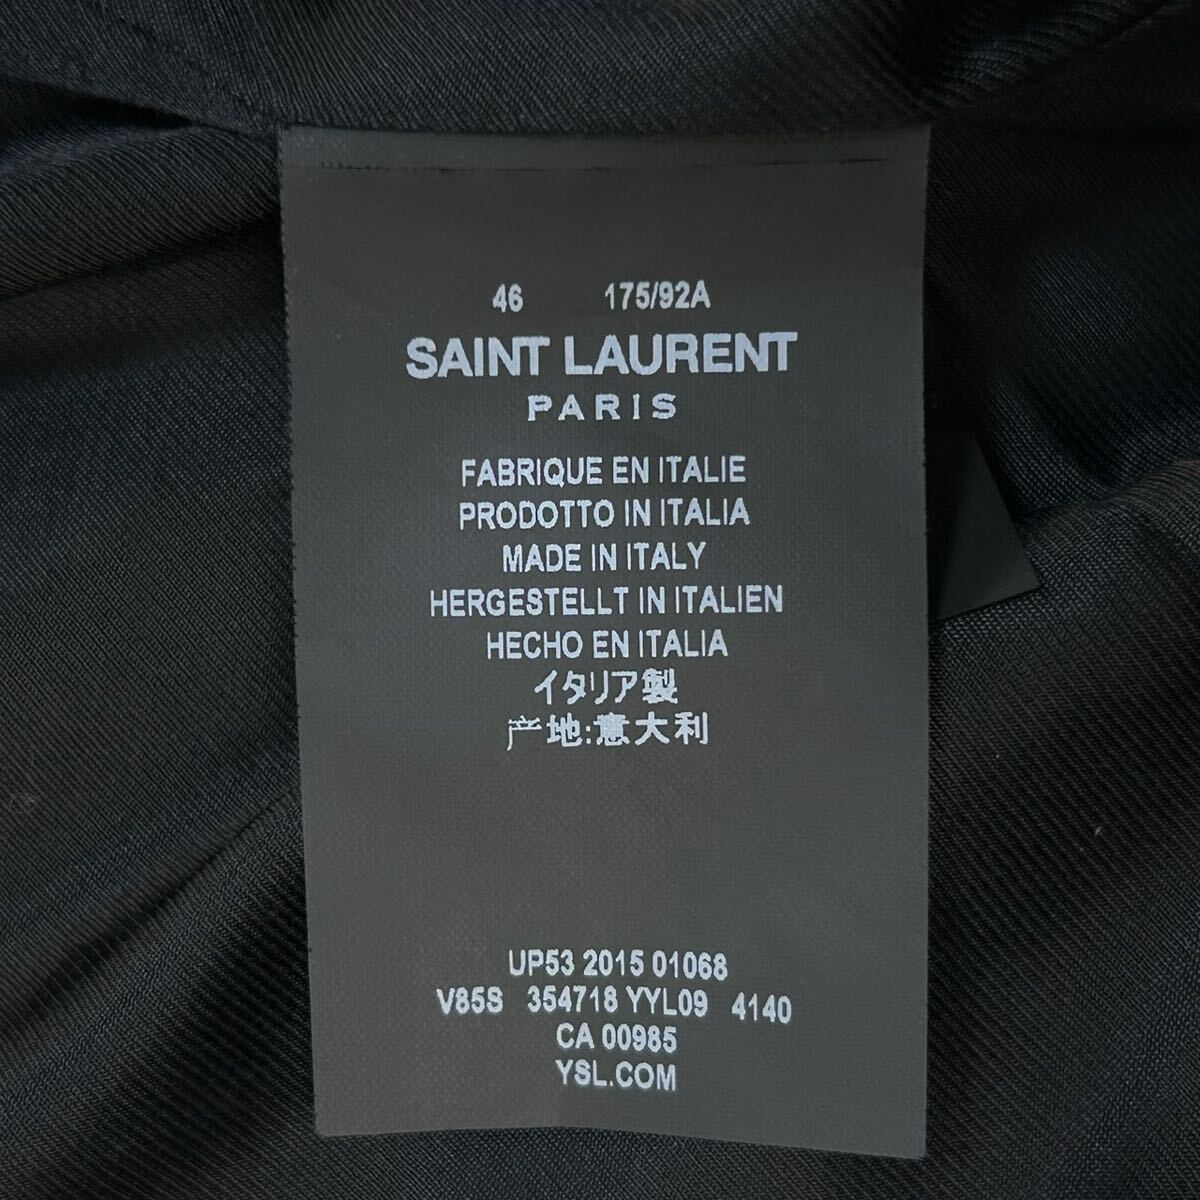 46 175/92A
SAINT LAURENT
PARIS
FABRIQUE EN ITALIE
PRODOTTO IN ITALIA
MADE IN ITALY
HERGESTELLT IN ITALIEN
HECHO EN ITALIA
イタリア製
产地:意大利
UP53 2015 01068
V85S 354718 YYL09 4140
CA 00985
YSL.COM